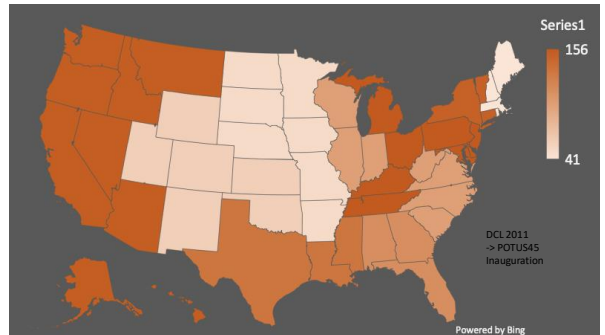 Series1
156
41
DCL 2011
-> POTUS45
Inauguration
Powered by Bing